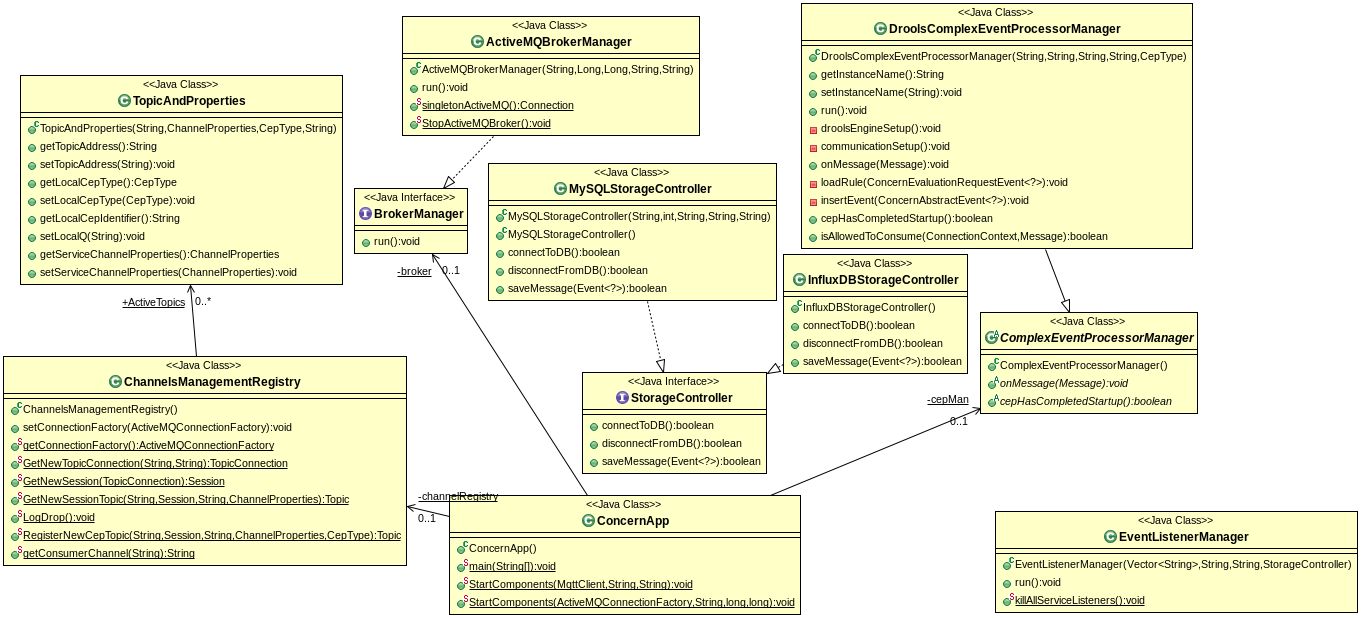 <<Java Class>>
TopicAndProperties
TopicAndProperties(String,ChannelProperties,CepType,String)
getTopicAddress():String
setTopicAddress(String):void
getLocalCepType():CepType
setLocalCepType(CepType):void
getLocalCepIdentifier():String
setLocalQ(String):void
getServiceChannelProperties():ChannelProperties
setServiceChannelProperties(ChannelProperties):void
<<Java Class>>
ActiveMQBrokerManager
ActiveMQBrokerManager(String,Long,Long,String,String)
run():void
singletonActiveMQ():Connection
StopActiveMQBroker():void
<<Java Class>>
DroolsComplexEventProcessorManager
DroolsComplexEventProcessorManager(String,String,String,String,CepType)
getInstanceName():String
setInstanceName(String):void
run():void
droolsEngineSetup():void
communicationSetup():void
onMessage(Message):void
loadRule(ConcernEvaluationRequestEvent<?>):void
insertEvent(ConcernAbstractEvent<?>):void
cepHasCompletedStartup():boolean
isAllowedToConsume(ConnectionContext,Message):boolean
<<Java Interface>>
BrokerManager
run():void
<<Java Class>>
MySQLStorageController
MySQLStorageController(String,int,String,String,String)
MySQLStorageController()
connectToDB():boolean
disconnectFromDB():boolean
saveMessage(Event<?>):boolean
<<Java Class>>
InfluxDBStorageController
InfluxDBStorageController()
connectToDB():boolean
disconnectFromDB():boolean
saveMessage(Event<?>):boolean
-broker
0..1
+ActiveTopics
0..*
<<Java Class>>
ComplexEventProcessorManager
ComplexEventProcessorManager()
onMessage(Message):void
cepHasCompletedStartup():boolean
<<Java Class>>
ChannelsManagementRegistry
ChannelsManagementRegistry()
setConnectionFactory(ActiveMQConnectionFactory):void
getConnectionFactory():ActiveMQConnectionFactory
GetNewTopicConnection(String,String):TopicConnection
GetNewSession(TopicConnection):Session
GetNewSessionTopic(String,Session,String,ChannelProperties):Topic
LogDrop():void
RegisterNewCepTopic(String,Session,String,ChannelProperties,CepType):Topic
getConsumerChannel(String):String
<<Java Interface>>
StorageController
connectToDB():boolean
disconnectFromDB():boolean
saveMessage(Event<?>):boolean
-cepMan
0..1
-channelRegistry
0..1
<<Java Class>>
ConcernApp
ConcernApp()
main(String[]):void
StartComponents(MqttClient,String,String):void
StartComponents(ActiveMQConnectionFactory,String,long,long):void
<<Java Class>>
EventListenerManager
EventListenerManager(Vector<String>,String,String,StorageController)
run():void
killAllServiceListeners():void